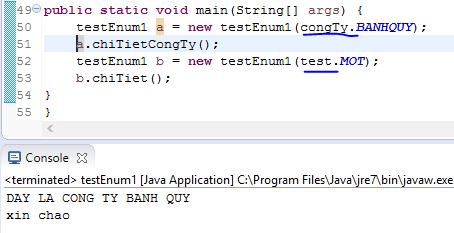 49 public static void main(String[] args) {
50 testEnum1 a = new testEnum1(congTy.BANHQUY);
51 a.chiTietCongTy();
52 testEnum1 b = new testEnum1(test.MOT);
53 b.chiTiet();
54 }
55 }
Console
<terminated> testEnum1 [Java Application] C:\Program Files\Java\jre7\bin\javaw.exe
DAY LA CONG TY BANH QUY
xin chao